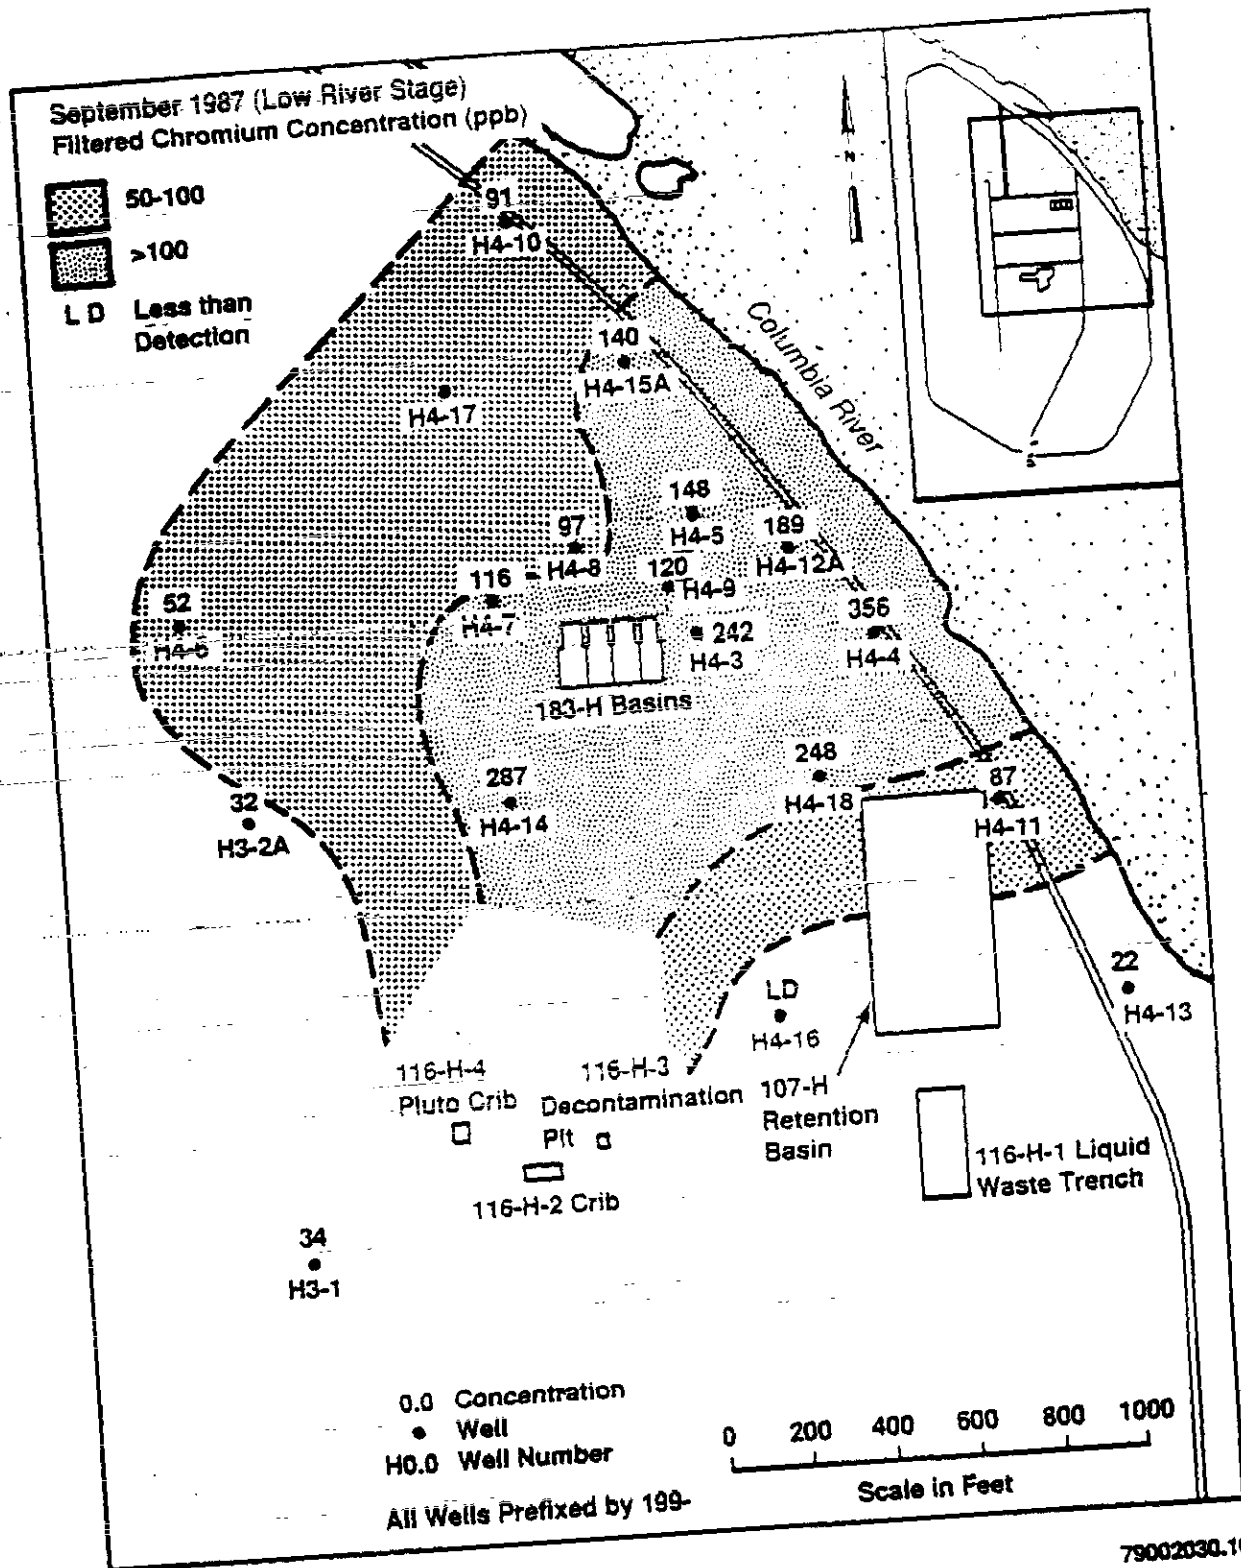 September 1987 (Low River Stage)
Filtered Chromium Concentration (ppb)
50-100
>100
L D Less than
Detection
N
Columbia River
91
H4-10
140
H4-15A
H4-17
148
H4-5
189
H4-12A
97
H4-8
120
H4-9
116
H4-7
52
356
H4-4
242
H4-3
183-H Basins
248
H4-18
287
H4-14
87
H4-11
32
H3-2A
22
H4-13
LD
H4-16
116-H-4
Pluto Crib
116-H-3
Decontamination
Pit
107-H
Retention
Basin
116-H-2 Crib
116-H-1 Liquid
Waste Trench
34
H3-1
0.0 Concentration
Well
H0.0 Well Number
All Wells Prefixed by 199-
0 200 400 600 800 1000
Scale in Feet